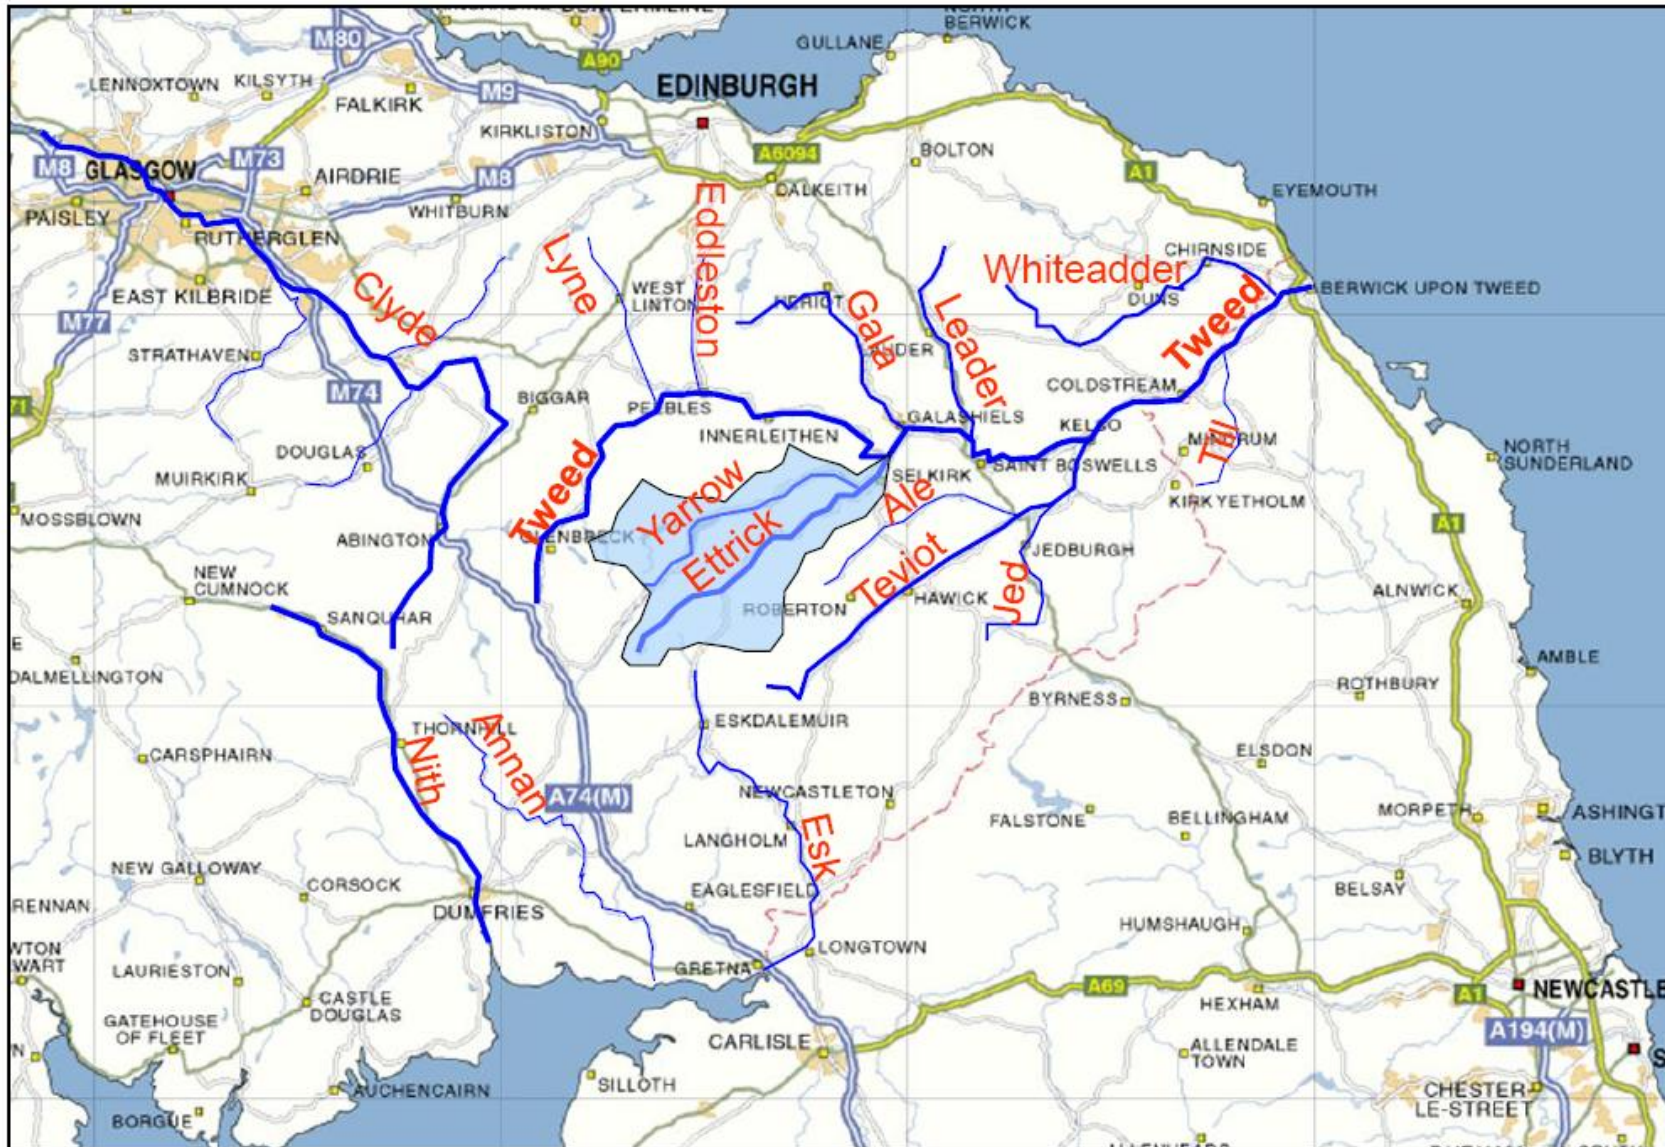 BERWICK
GULLANE
M80
A90
LENNOXTOWN
KILSYTH
EDINBURGH
M9
FALKIRK
KIRKLISTON
M8
GLASGOW
M73
A6094
BOLTON
A1
AIRDRIE
M8
DALKEITH
EYEMOUTH
PAISLEY
WHITBURN
Eddleston
RUTHERGLEN
Lyne
CHIRNSIDE
Whiteadder
Clyde
EAST KILBRIDE
WEST
LINTON
HERIOT
Gala
Leader
DUNS
Tweed
BERWICK UPON TWEED
M77
STRATHAVEN
M74
COLDSTREAM
BIGGAR
PEEBLES
GALASHIELS
KELSO
INNERLEITHEN
DOUGLAS
Till
MUIRKIRK
SELKIRK
SAINT BOSWELLS
NORTH
SUNDERLAND
Tweed
Yarrow
Ale
KIRK YETHOLM
MOSSBLOWN
ABINGTON
Ettrick
A1
JEDBURGH
NEW
CUMNOCK
Teviot
Jed
ROBERTON
HAWICK
ALNWICK
SANQUHAR
AMBLE
DALMELLINGTON
ROTHBURY
BYRNESS
THORNHILL
Annan
ESKDALEMUIR
CARSPHAIRN
Nith
ELSDON
A74(M)
NEWCASTLETON
FALSTONE
BELLINGHAM
MORPETH
ASHINGT
LANGHOLM
Esk
BLYTH
NEW GALLOWAY
CORSOCK
EAGLESFIELD
BELSAY
DUMFRIES
HUMSHAUGH
LONGTOWN
LAURIESTON
GRETNA
A69
HEXHAM
A1
NEWCASTLE
CASTLE
DOUGLAS
GATEHOUSE
OF FLEET
CARLISLE
ALLENDALE
TOWN
A194(M)
SILLOTH
AUCHENCAIRN
BORGUE
CHESTER
LE-STREET